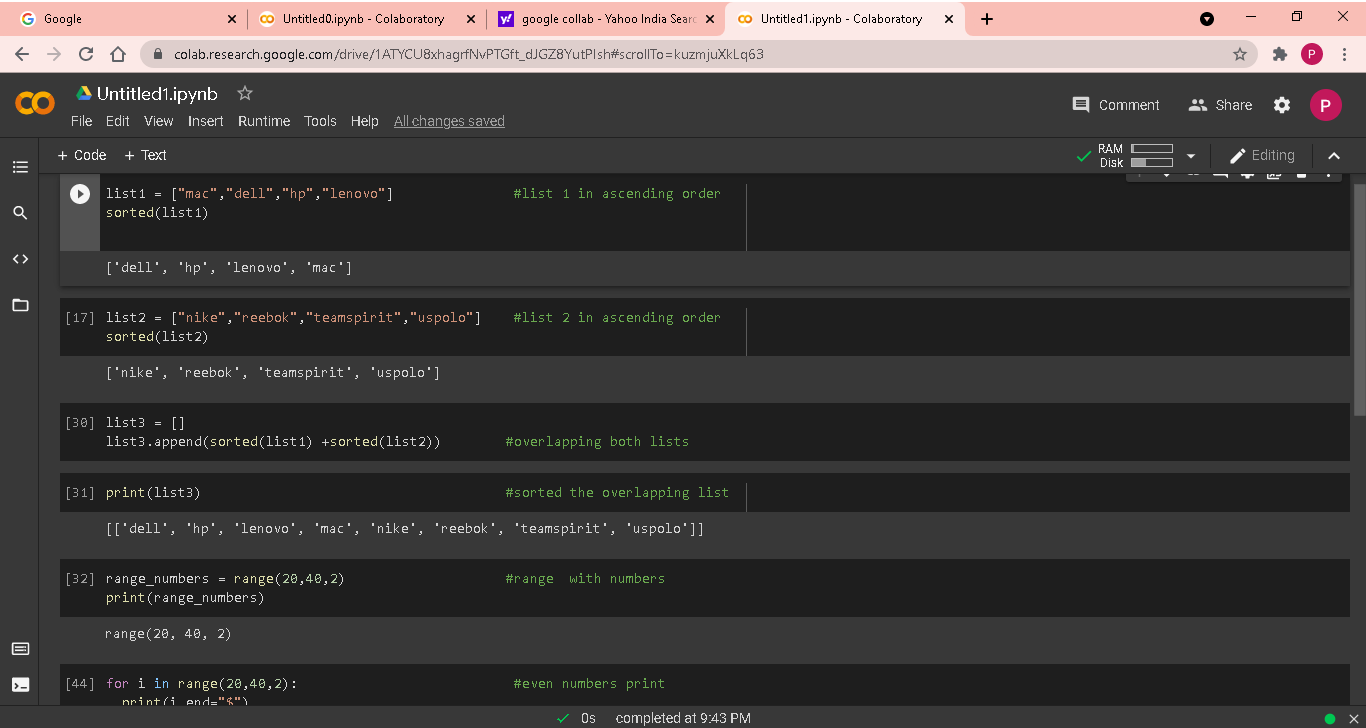 Google
Untitled0.ipynb - Colaboratory
google collab - Yahoo India Sear
Untitled1.ipynb - Colaboratory
colab.research.google.com/drive/1ATYCU8xhagrfNvPTGft_dJGZ8YutPIsh#scrollTo=kuzmjuXkLq63
P
Untitled1.ipynb
Comment Share P
File Edit View Insert Runtime Tools Help All changes saved
+ Code + Text
RAM
Disk
Editing
list1 = ["mac","dell","hp","lenovo"] #list 1 in ascending order
sorted(list1)
['dell', 'hp', 'lenovo', 'mac']
[17] list2 = ["nike","reebok","teamspirit","uspolo"] #list 2 in ascending order
sorted(list2)
['nike', 'reebok', 'teamspirit', 'uspolo']
[30] list3 = []
list3.append(sorted(list1) +sorted(list2)) #overlapping both lists
[31] print(list3) #sorted the overlapping list
[['dell', 'hp', 'lenovo', 'mac', 'nike', 'reebok', 'teamspirit', 'uspolo']]
[32] range_numbers = range(20,40,2) #range  with numbers
print(range_numbers)
range(20, 40, 2)
[44] for i in range(20,40,2): #even numbers print
print(i,end="$")
0s completed at 9:43 PM